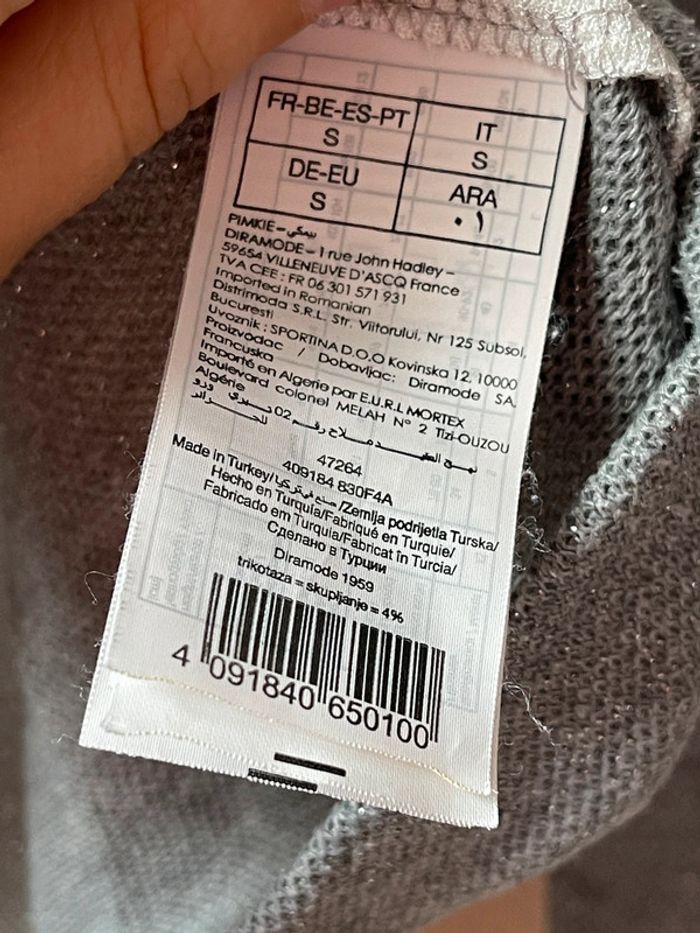 FR-BE-ES-PT
S
IT
S
DE-EU
S
ARA
٠١
PIMKIE – بيمكي
DIRAMODE – 1 rue John Hadley –
59654 VILLENEUVE D'ASCQ France
TVA CEE : FR 06 301 571 931
Imported in Romanian
Distrimoda S.R.L. Str. Viitorului, Nr 125 Subsol,
Bucuresti
Uvoznik : SPORTINA D.O.O Kovinska 12, 10000
Proizvodac / Dobavljac: Diramode SA,
Francuska
Importé en Algerie par E.U.R.L MORTEX
Boulevard colonel MELAH N° 2 Tizi-OUZOU
Algérie
02
47264
409184 830F4A
Made in Turkey/صنع في تركيا/Zemlja podrijetla Turska/
Hecho en Turquia/Fabriqué en Turquie/
Fabricado em Turquia/Fabricat în Turcia/
Сделано в Турции
Diramode 1959
trikotaza = skupljanje = 4%
4 091840 650100